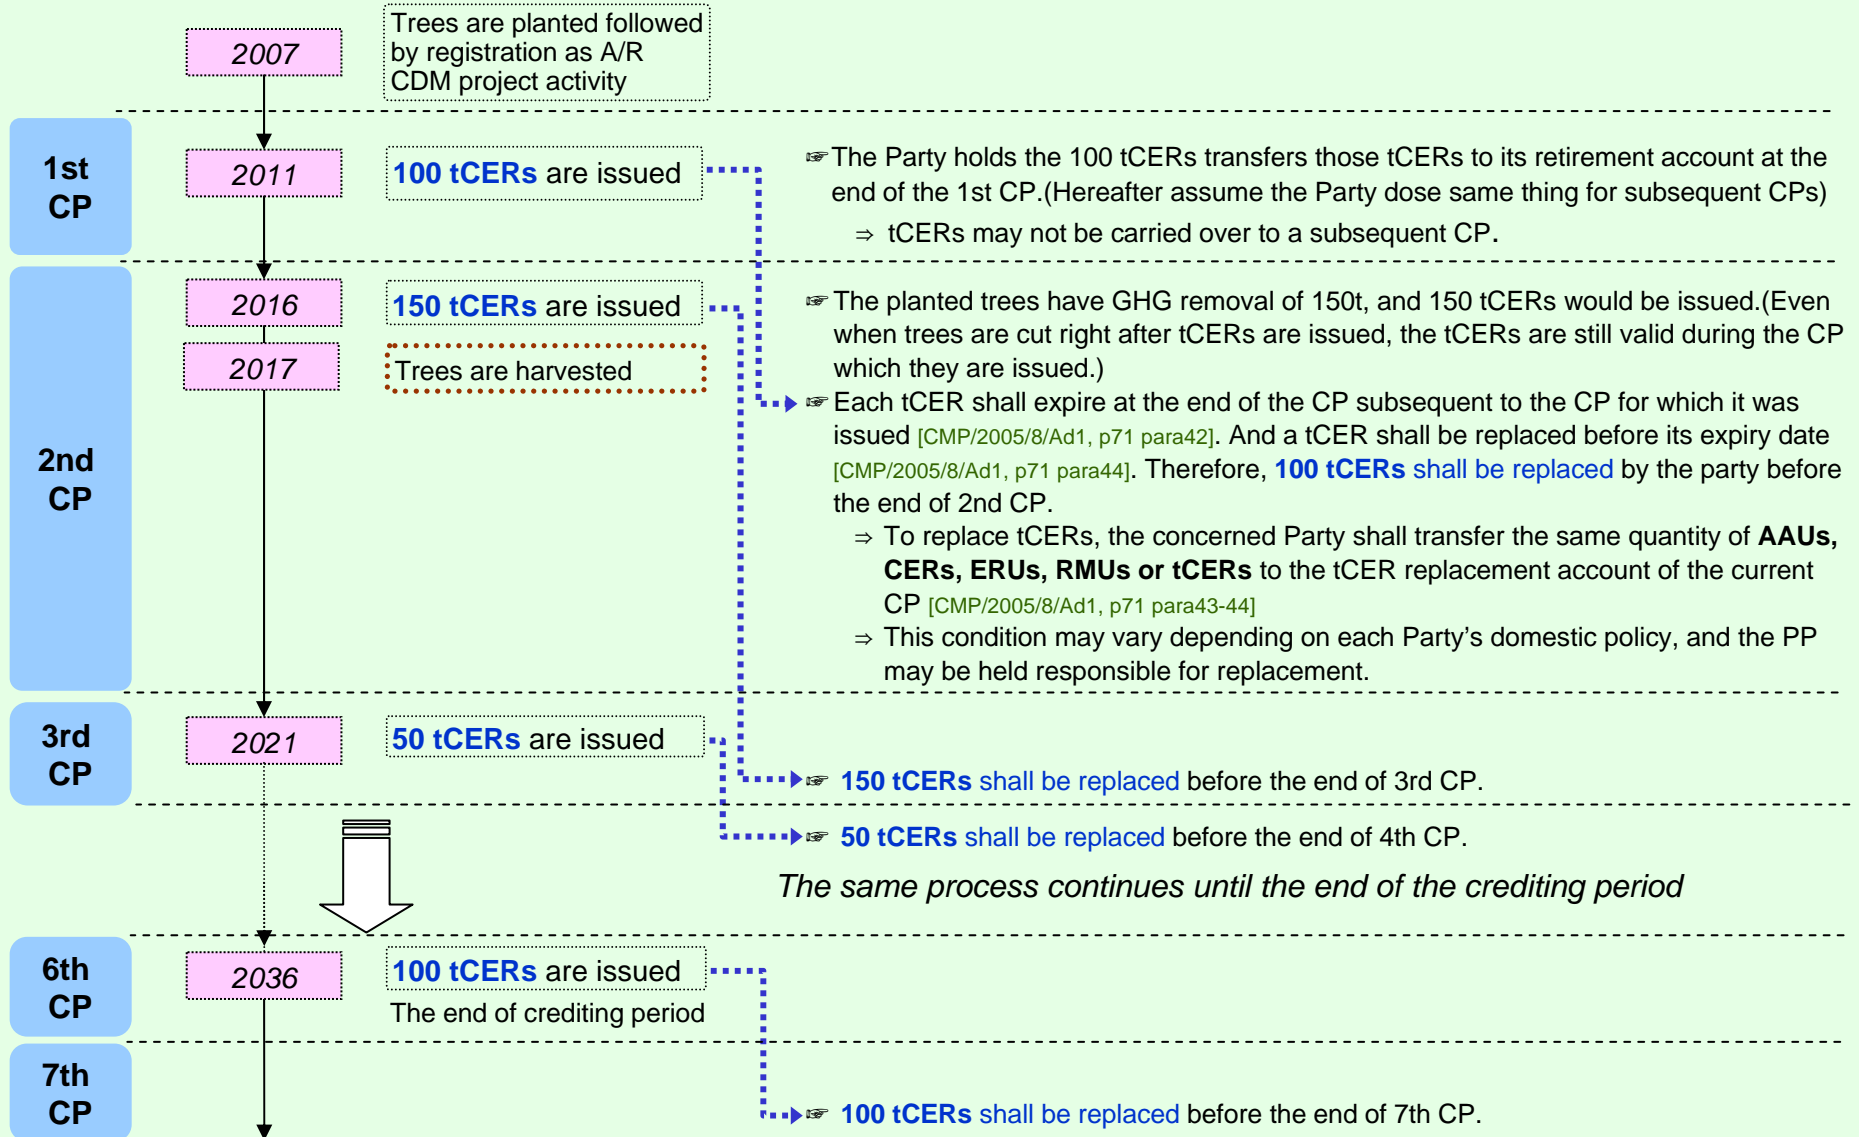 2007
Trees are planted followed
by registration as A/R
CDM project activity
1st
CP
2011
100 tCERs are issued
☞The Party holds the 100 tCERs transfers those tCERs to its retirement account at the
end of the 1st CP.(Hereafter assume the Party dose same thing for subsequent CPs)
⇒ tCERs may not be carried over to a subsequent CP.
2nd
CP
2016
150 tCERs are issued
2017
Trees are harvested
☞The planted trees have GHG removal of 150t, and 150 tCERs would be issued.(Even
when trees are cut right after tCERs are issued, the tCERs are still valid during the CP
which they are issued.)
☞Each tCER shall expire at the end of the CP subsequent to the CP for which it was
issued [CMP/2005/8/Ad1, p71 para42]. And a tCER shall be replaced before its expiry date
[CMP/2005/8/Ad1, p71 para44]. Therefore, 100 tCERs shall be replaced by the party before
the end of 2nd CP.
⇒ To replace tCERs, the concerned Party shall transfer the same quantity of AAUs,
CERs, ERUs, RMUs or tCERs to the tCER replacement account of the current
CP [CMP/2005/8/Ad1, p71 para43-44]
⇒ This condition may vary depending on each Party's domestic policy, and the PP
may be held responsible for replacement.
3rd
CP
2021
50 tCERs are issued
☞ 150 tCERs shall be replaced before the end of 3rd CP.
☞ 50 tCERs shall be replaced before the end of 4th CP.
The same process continues until the end of the crediting period
6th
CP
2036
100 tCERs are issued
The end of crediting period
7th
CP
☞ 100 tCERs shall be replaced before the end of 7th CP.